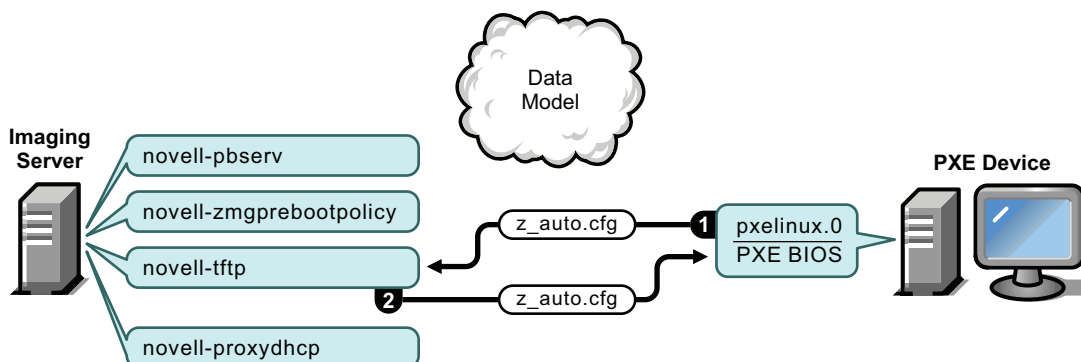 Data
Model
Imaging
Server
novell-pbserv
PXE Device
novell-zmgprebootpolicy
z_auto.cfg
1
pxelinux.0
PXE BIOS
novell-tftp
2
z_auto.cfg
novell-proxydhcp